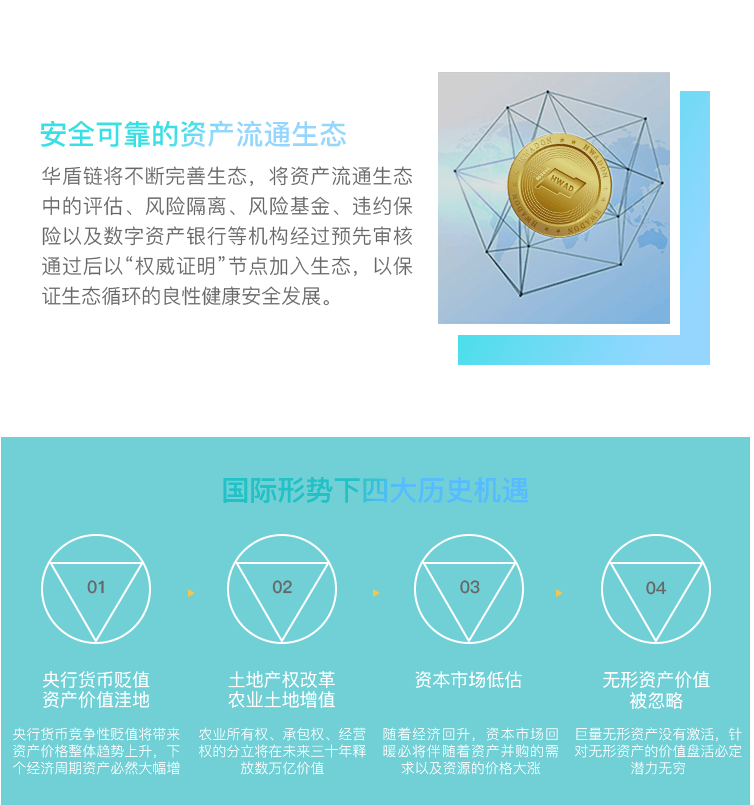 安全可靠的资产流通生态
华盾链将不断完善生态，将资产流通生态
中的评估、风险隔离、风险基金、违约保
险以及数字资产银行等机构经过预先审核
通过后以“权威证明”节点加入生态，以保
证生态循环的良性健康安全发展。
HWADON
HWADON
HWAD
HWADON
HWADON
国际形势下四大历史机遇
01
02
03
04
央行货币贬值
资产价值洼地
土地产权改革
农业土地增值
资本市场低估
无形资产价值
被忽略
央行货币竞争性贬值将带来
资产价格整体趋势上升，下
个经济周期资产必然大幅增
农业所有权、承包权、经营
权的分立将在未来三十年释
放数万亿价值
随着经济回升，资本市场回
暖必将伴随着资产并购的需
求以及资源的价格大涨
巨量无形资产没有激活，针
对无形资产的价值盘活必定
潜力无穷